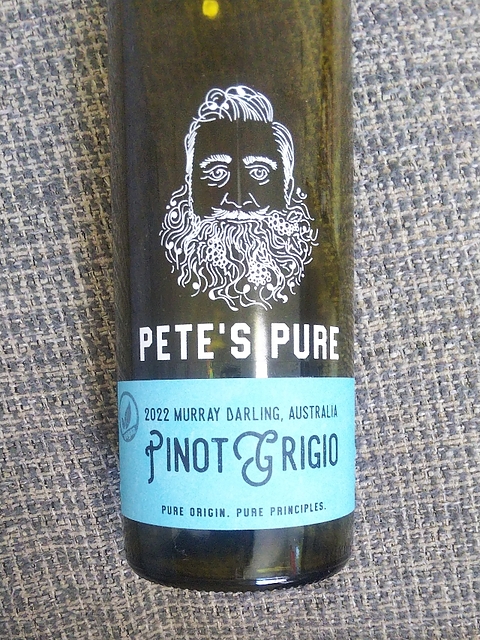 PETE'S PURE
2022 MURRAY DARLING, AUSTRALIA
PINOT GRIGIO
PURE ORIGIN. PURE PRINCIPLES.